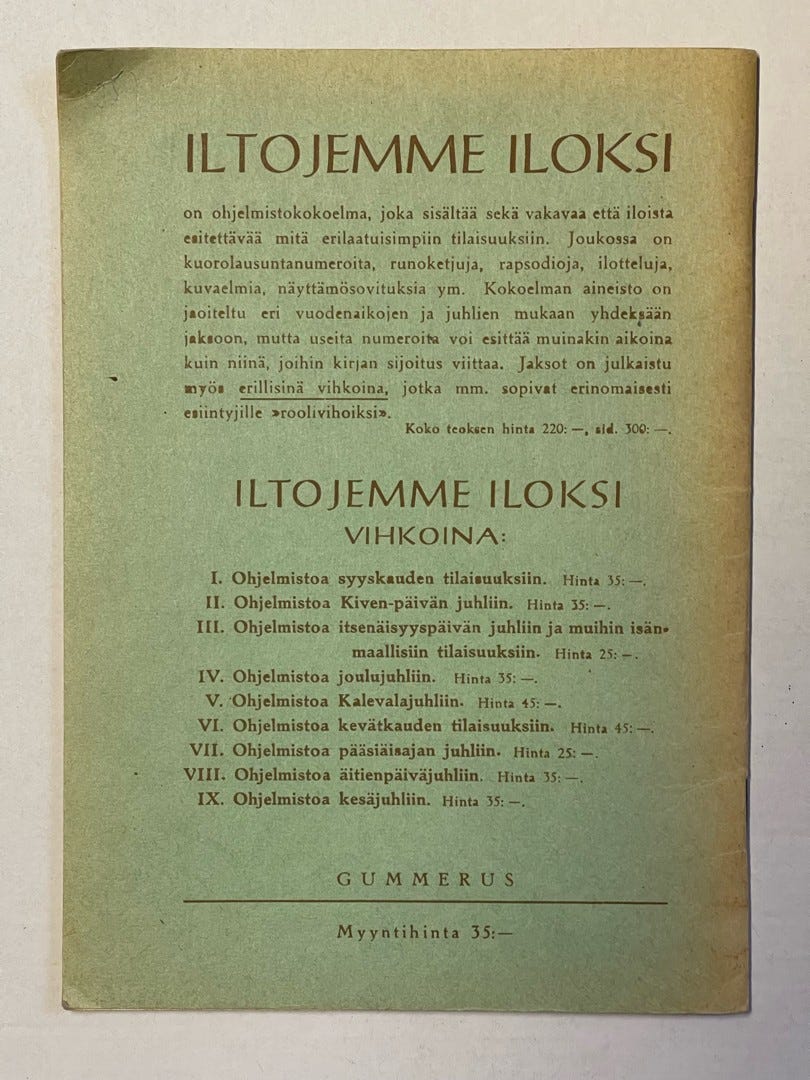 ILTOJEMME ILOKSI
on ohjelmistokokoelma, joka sisältää sekä vakavaa että iloista
esitettävää mitä erilaatuisimpiin tilaisuuksiin. Joukossa on
kuorolausuntanumeroita, runoketjuja, rapsodioja, ilotteluja,
kuvaelmia, näyttämösovituksia ym. Kokoelman aineisto on
jaoiteltu eri vuodenaikojen ja juhlien mukaan yhdeksään
jaksoon, mutta useita numeroita voi esittää muinakin aikoina
kuin niinä, joihin kirjan sijoitus viittaa. Jaksot on julkaistu
myös erillisinä vihkoina, jotka mm. sopivat erinomaisesti
esiintyjille »roolivihoiksi».
Koko teoksen hinta 220: —, sid. 300: —.
ILTOJEMME ILOKSI
VIHKOINA:
I. Ohjelmistoa syyskauden tilaisuuksiin. Hinta 35: —.
II. Ohjelmistoa Kiven-päivän juhliin. Hinta 35: —.
III. Ohjelmistoa itsenäisyyspäivän juhliin ja muihin isän-
maallisiin tilaisuuksiin. Hinta 25: —.
IV. Ohjelmistoa joulujuhliin. Hinta 35: —.
V. Ohjelmistoa Kalevalajuhliin. Hinta 45: —.
VI. Ohjelmistoa kevätkauden tilaisuuksiin. Hinta 45: —.
VII. Ohjelmistoa pääsiäisajan juhliin. Hinta 25: —.
VIII. Ohjelmistoa äitienpäiväjuhliin. Hinta 35: —.
IX. Ohjelmistoa kesäjuhliin. Hinta 35: —.
GUMMERUS
Myyntihinta 35:—